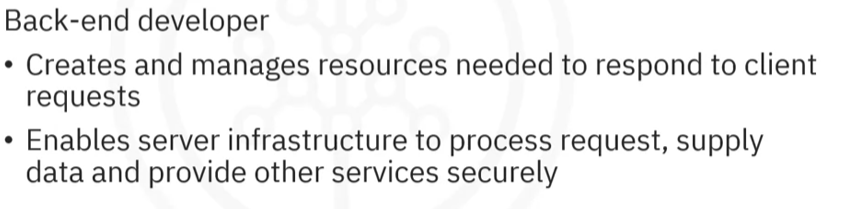 Back-end developer
• Creates and manages resources needed to respond to client
requests
• Enables server infrastructure to process request, supply
data and provide other services securely